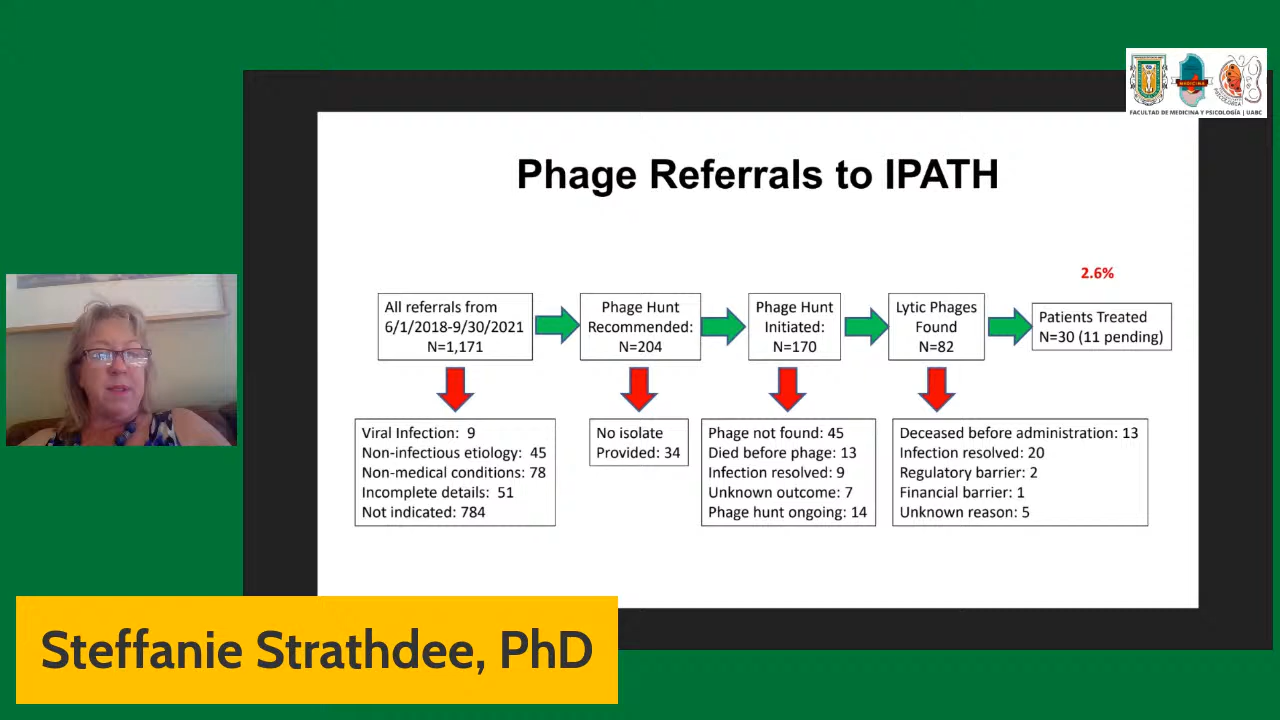 FACULTAD DE MEDICINA Y PSICOLOGÍA | UABC
Phage Referrals to IPATH
2.6%
All referrals from
6/1/2018-9/30/2021
N=1,171
Phage Hunt
Recommended:
N=204
Phage Hunt
Initiated:
N=170
Lytic Phages
Found
N=82
Patients Treated
N=30 (11 pending)
Viral Infection: 9
Non-infectious etiology: 45
Non-medical conditions: 78
Incomplete details: 51
Not indicated: 784
No isolate
Provided: 34
Phage not found: 45
Died before phage: 13
Infection resolved: 9
Unknown outcome: 7
Phage hunt ongoing: 14
Deceased before administration: 13
Infection resolved: 20
Regulatory barrier: 2
Financial barrier: 1
Unknown reason: 5
Steffanie Strathdee, PhD